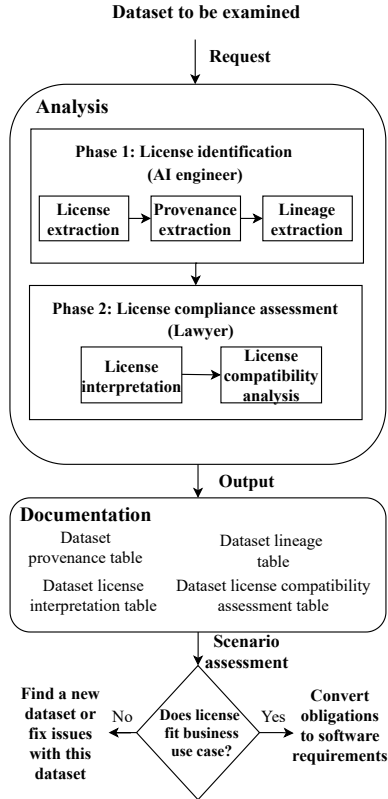 Dataset to be examined
Request
Analysis
Phase 1: License identification
(AI engineer)
License
extraction
Provenance
extraction
Lineage
extraction
Phase 2: License compliance assessment
(Lawyer)
License
interpretation
License
compatibility
analysis
Output
Documentation
Dataset
provenance table
Dataset lineage
table
Dataset license
interpretation table
Dataset license compatibility
assessment table
Scenario
assessment
Find a new
dataset or
fix issues
with this
dataset
No
Does license
fit business
use case?
Yes
Convert
obligations
to software
requirements